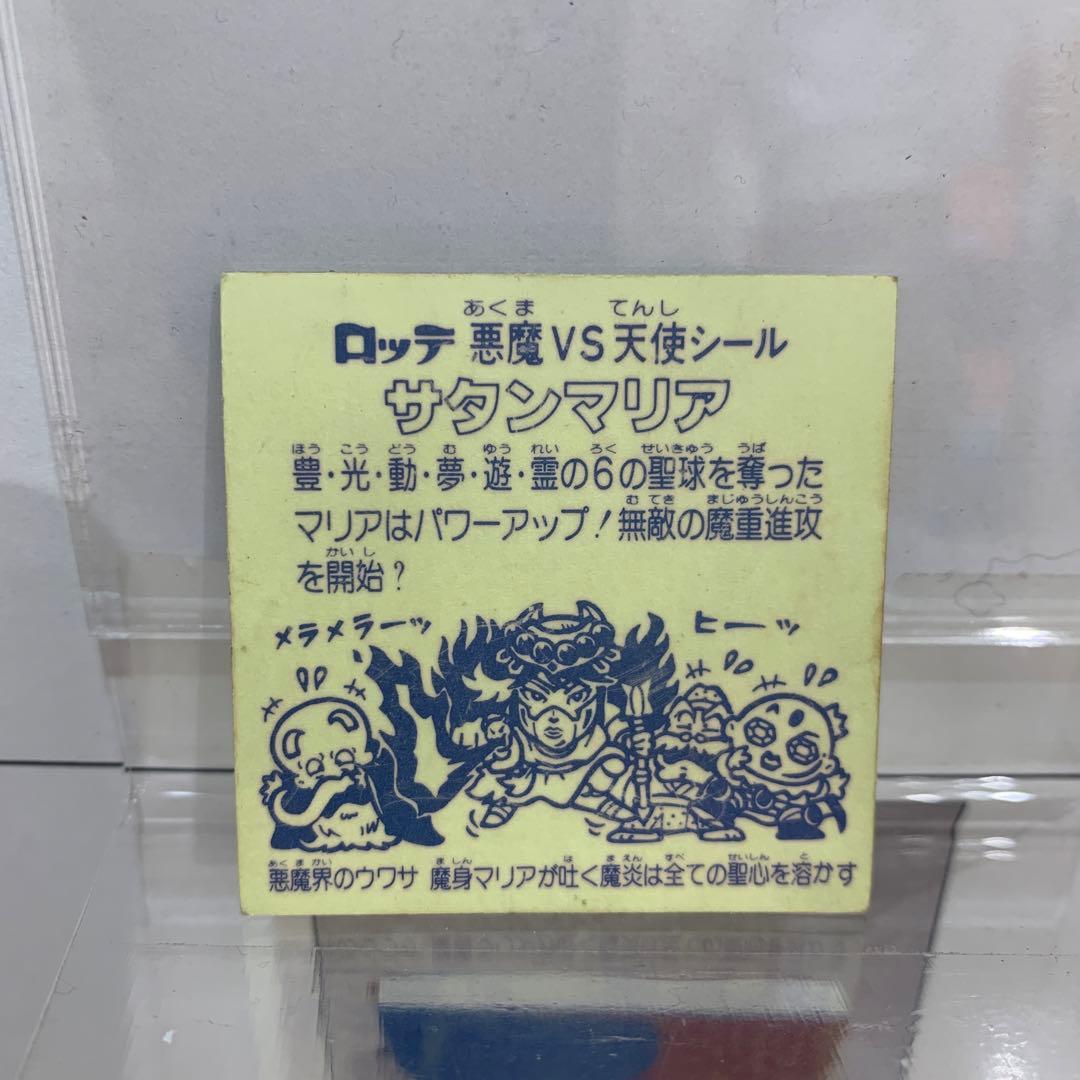 ロッテ 悪魔VS天使シール
サタンマリア
豊・光・動・夢・遊・霊の6の聖球を奪った
マリアはパワーアップ!無敵の魔重進攻
を開始?
メラメラーッ
ヒーッ
悪魔界のウワサ 魔身マリアが吐く魔炎は全ての聖心を溶かす